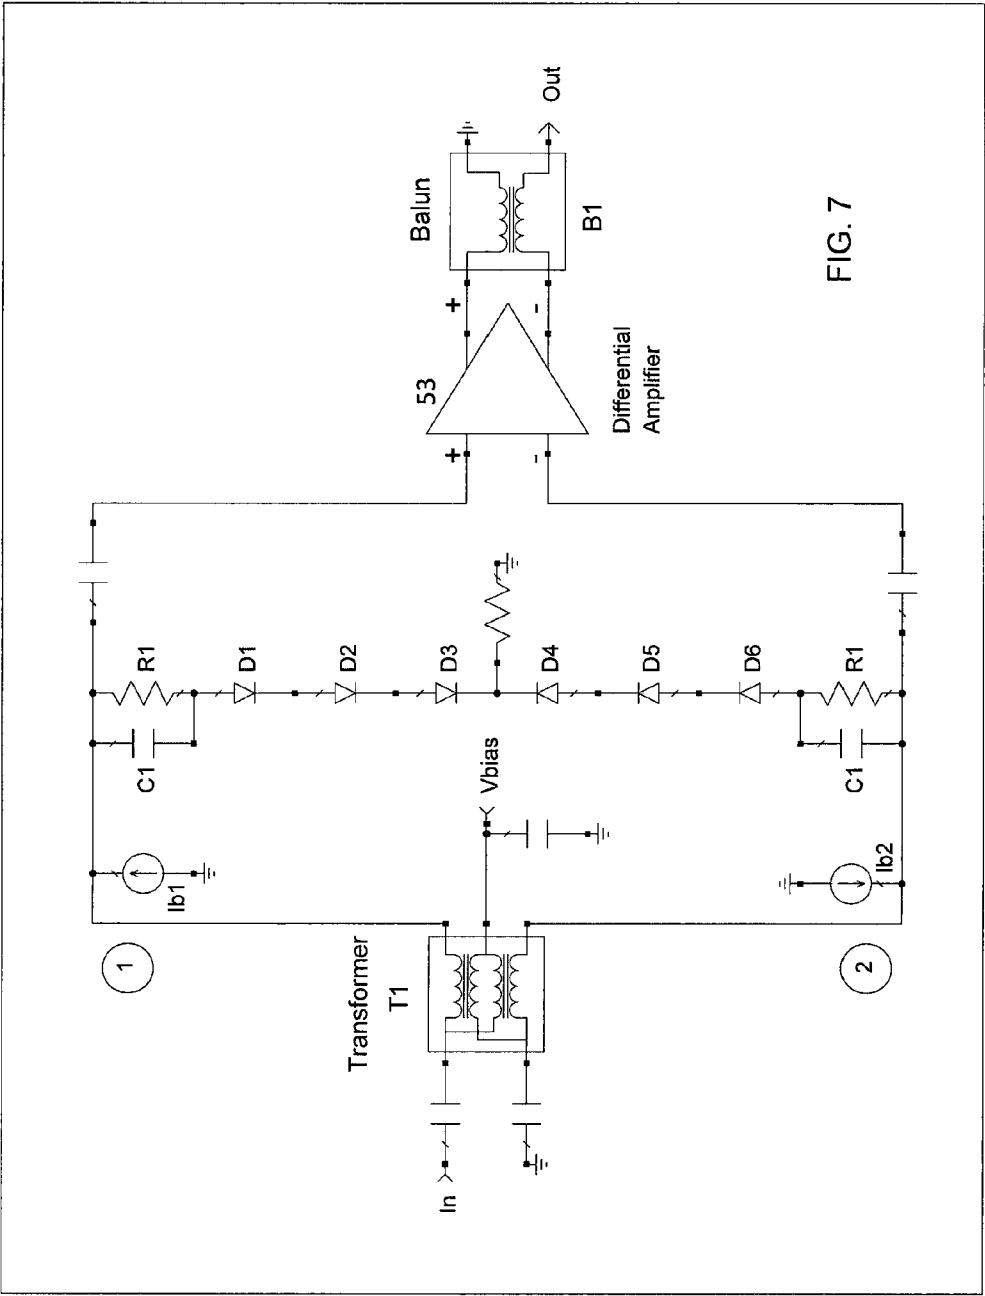 Balun
Out
B1
+
-
53
+
-
Differential
Amplifier
R1
D1
D2
D3
D4
D5
D6
R1
C1
C1
Vbias
Ib1
Ib2
1
2
Transformer
T1
In
FIG. 7